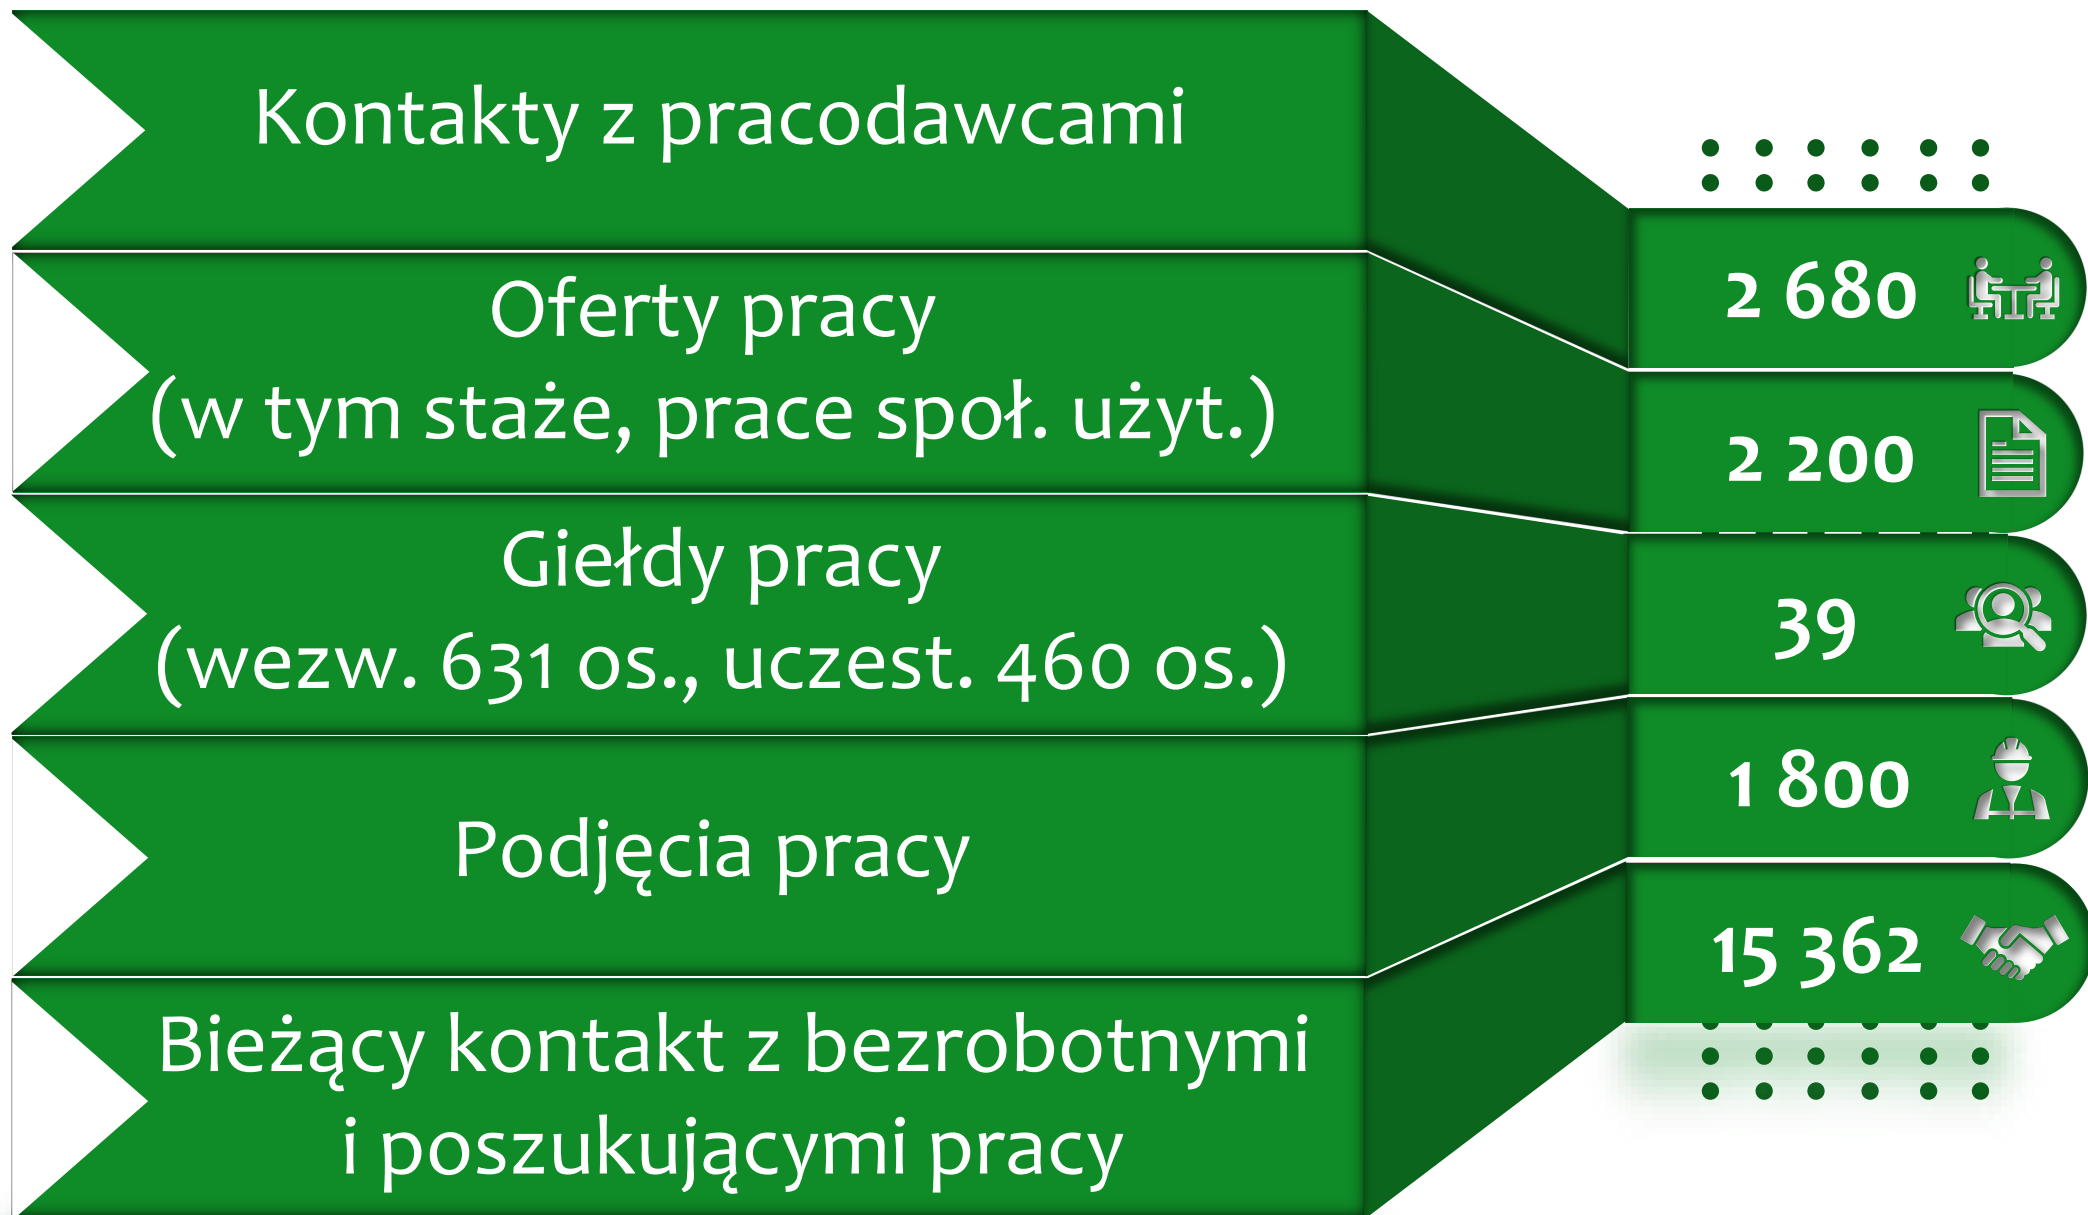 Kontakty z pracodawcami
2 680
Oferty pracy
(w tym staże, prace społ. użyt.)
2 200
Giełdy pracy
(wezw. 631 os., uczest. 460 os.)
39
Podjęcia pracy
1 800
Bieżący kontakt z bezrobotnymi
i poszukującymi pracy
15 362